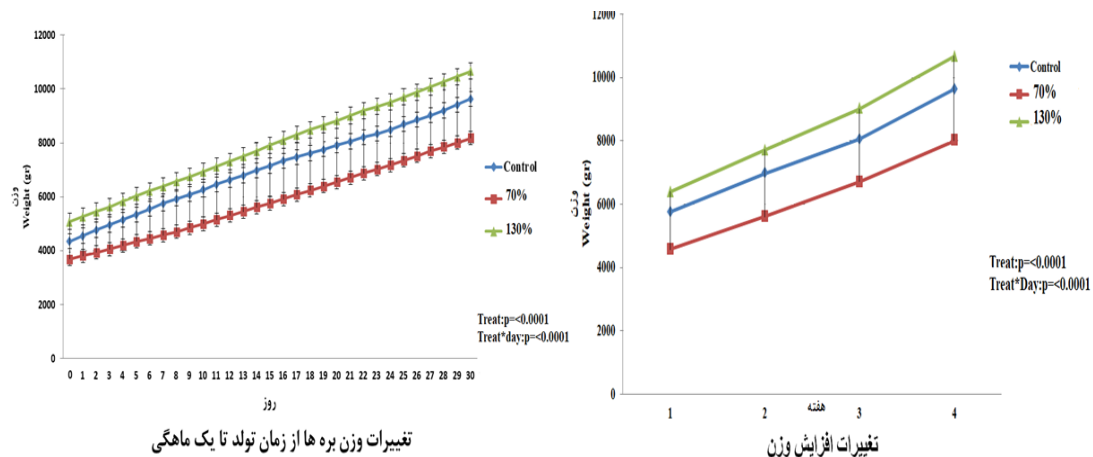 12000
10000
8000
6000
4000
2000
0
وزن
Weight (gr)
Control
70%
130%
Treat:p=<0.0001
Treat*day:p=<0.0001
0 1 2 3 4 5 6 7 8 9 10 11 12 13 14 15 16 17 18 19 20 21 22 23 24 25 26 27 28 29 30
روز
تغییرات وزن بره ها از زمان تولد تا یک ماهگی
12000
10000
8000
6000
4000
2000
0
وزن
Weight (gr)
Control
70%
130%
Treat:p=<0.0001
Treat*Day:p=<0.0001
1 2 3 4
هفته
تغییرات افزایش وزن